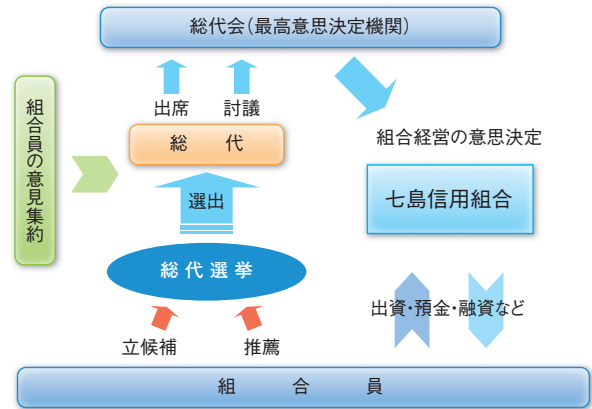 総代会（最高意思決定機関）
出席
討議
組合員の意見集約
総　代
組合経営の意思決定
七島信用組合
選出
総代選挙
出資・預金・融資など
立候補
推薦
組　合　員